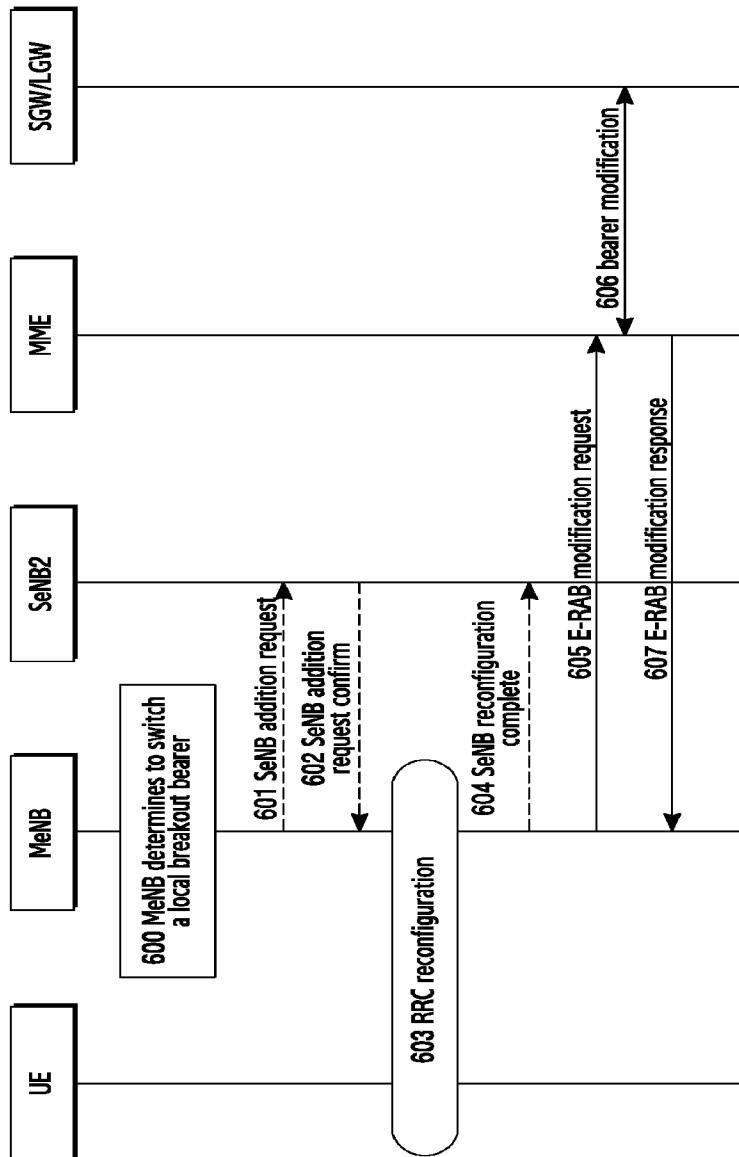 UE
MeNB
SeNB2
MME
SGW/LGW
600 MeNB determines to switch
a local breakout bearer
601 SeNB addition request
602 SeNB addition
request confirm
603 RRC reconfiguration
604 SeNB reconfiguration
complete
605 E-RAB modification request
606 bearer modification
607 E-RAB modification response